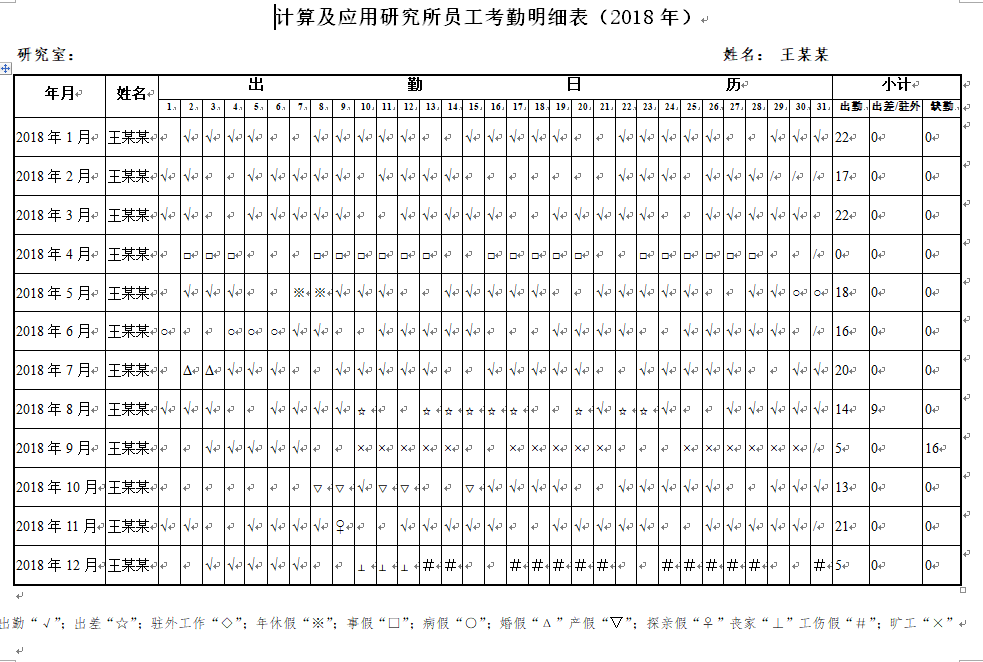 计算及应用研究所员工考勤明细表（2018 年）
研究室： 姓名： 王某某
年月 姓名 出 勤 日 历 小计
1 2 3 4 5 6 7 8 9 10 11 12 13 14 15 16 17 18 19 20 21 22 23 24 25 26 27 28 29 30 31 出勤 出差/驻外 缺勤
2018 年 1 月 王某某 √ √ √ √ √ √ √ √ √ √ √ √ √ √ √ √ √ √ √ √ √ √ 22 0 0
2018 年 2 月 王某某 √ √ √ √ √ √ √ √ √ √ √ √ √ √ √ √ √ / / / 17 0 0
2018 年 3 月 王某某 √ √ √ √ √ √ √ √ √ √ √ √ √ √ √ √ √ √ √ √ √ √ 22 0 0
2018 年 4 月 王某某 □ □ □ □ □ □ □ □ □ □ □ □ □ □ □ □ □ □ □ □ / 0 0 0
2018 年 5 月 王某某 √ √ √ ※ ※ √ √ √ √ √ √ √ √ √ √ √ √ √ √ √ ○ ○ 18 0 0
2018 年 6 月 王某某 ○ ○ ○ ○ √ √ √ √ √ √ √ √ √ √ √ √ √ √ √ √ / 16 0 0
2018 年 7 月 王某某 Δ Δ √ √ √ √ √ √ √ √ √ √ √ √ √ √ √ √ √ √ √ √ 20 0 0
2018 年 8 月 王某某 √ √ √ √ √ √ √ ☆ ☆ ☆ ☆ ☆ ☆ ☆ √ ☆ ☆ √ √ √ √ √ √ 14 9 0
2018 年 9 月 王某某 √ √ √ √ √ × × × × × × × × × × × × × × × × / 5 0 16
2018 年 10 月 王某某 ▽ ▽ √ ▽ ▽ ▽ √ √ √ √ √ √ √ √ √ √ √ √ 13 0 0
2018 年 11 月 王某某 √ √ √ √ √ √ ♀ √ √ √ √ √ √ √ √ √ √ √ √ √ √ √ / 21 0 0
2018 年 12 月 王某某 √ √ √ √ √ ⊥ ⊥ ⊥ # # # # # # # # # # # # # 5 0 0
出勤“√”；出差“☆”；驻外工作“◇”；年休假“※”；事假“□”；病假“○”；婚假“Δ”产假“▽”；探亲假“♀”丧家“⊥”工伤假“#”；旷工“×”